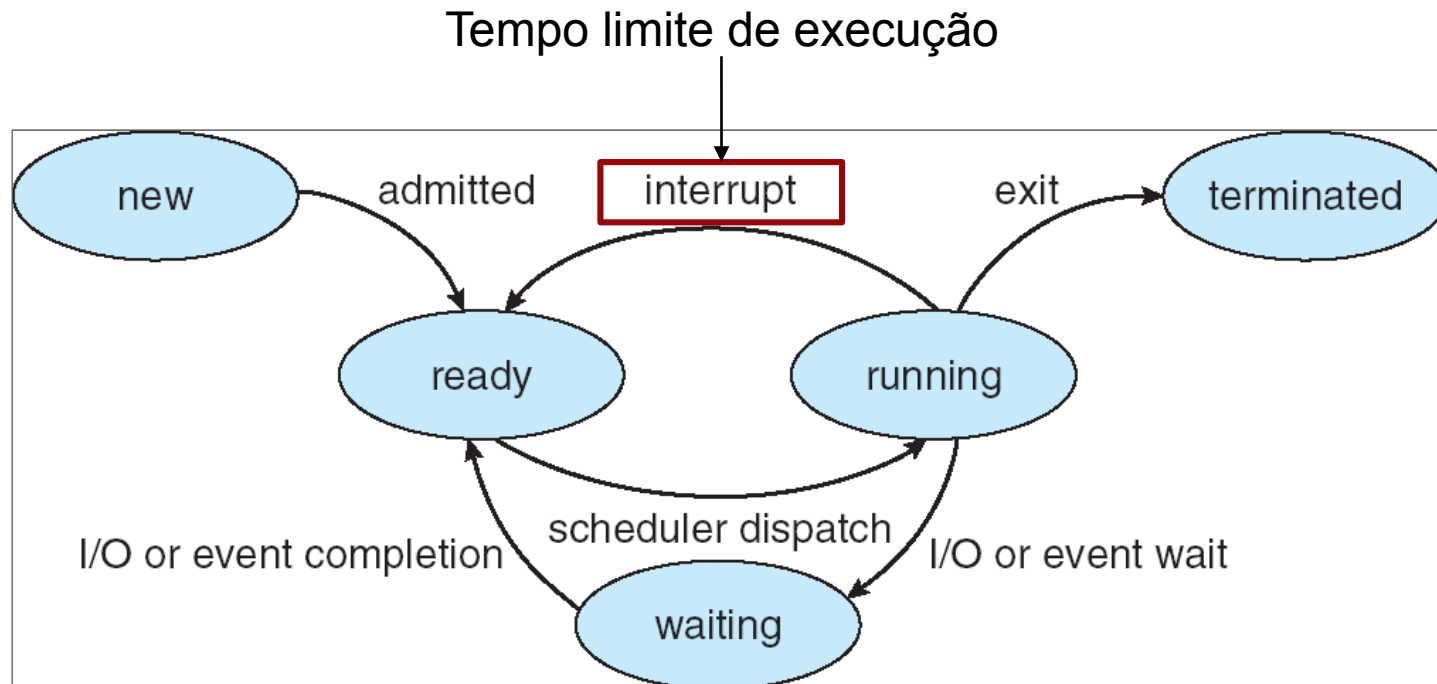 Tempo limite de execução
new
admitted
interrupt
exit
terminated
ready
running
I/O or event completion
scheduler dispatch
I/O or event wait
waiting